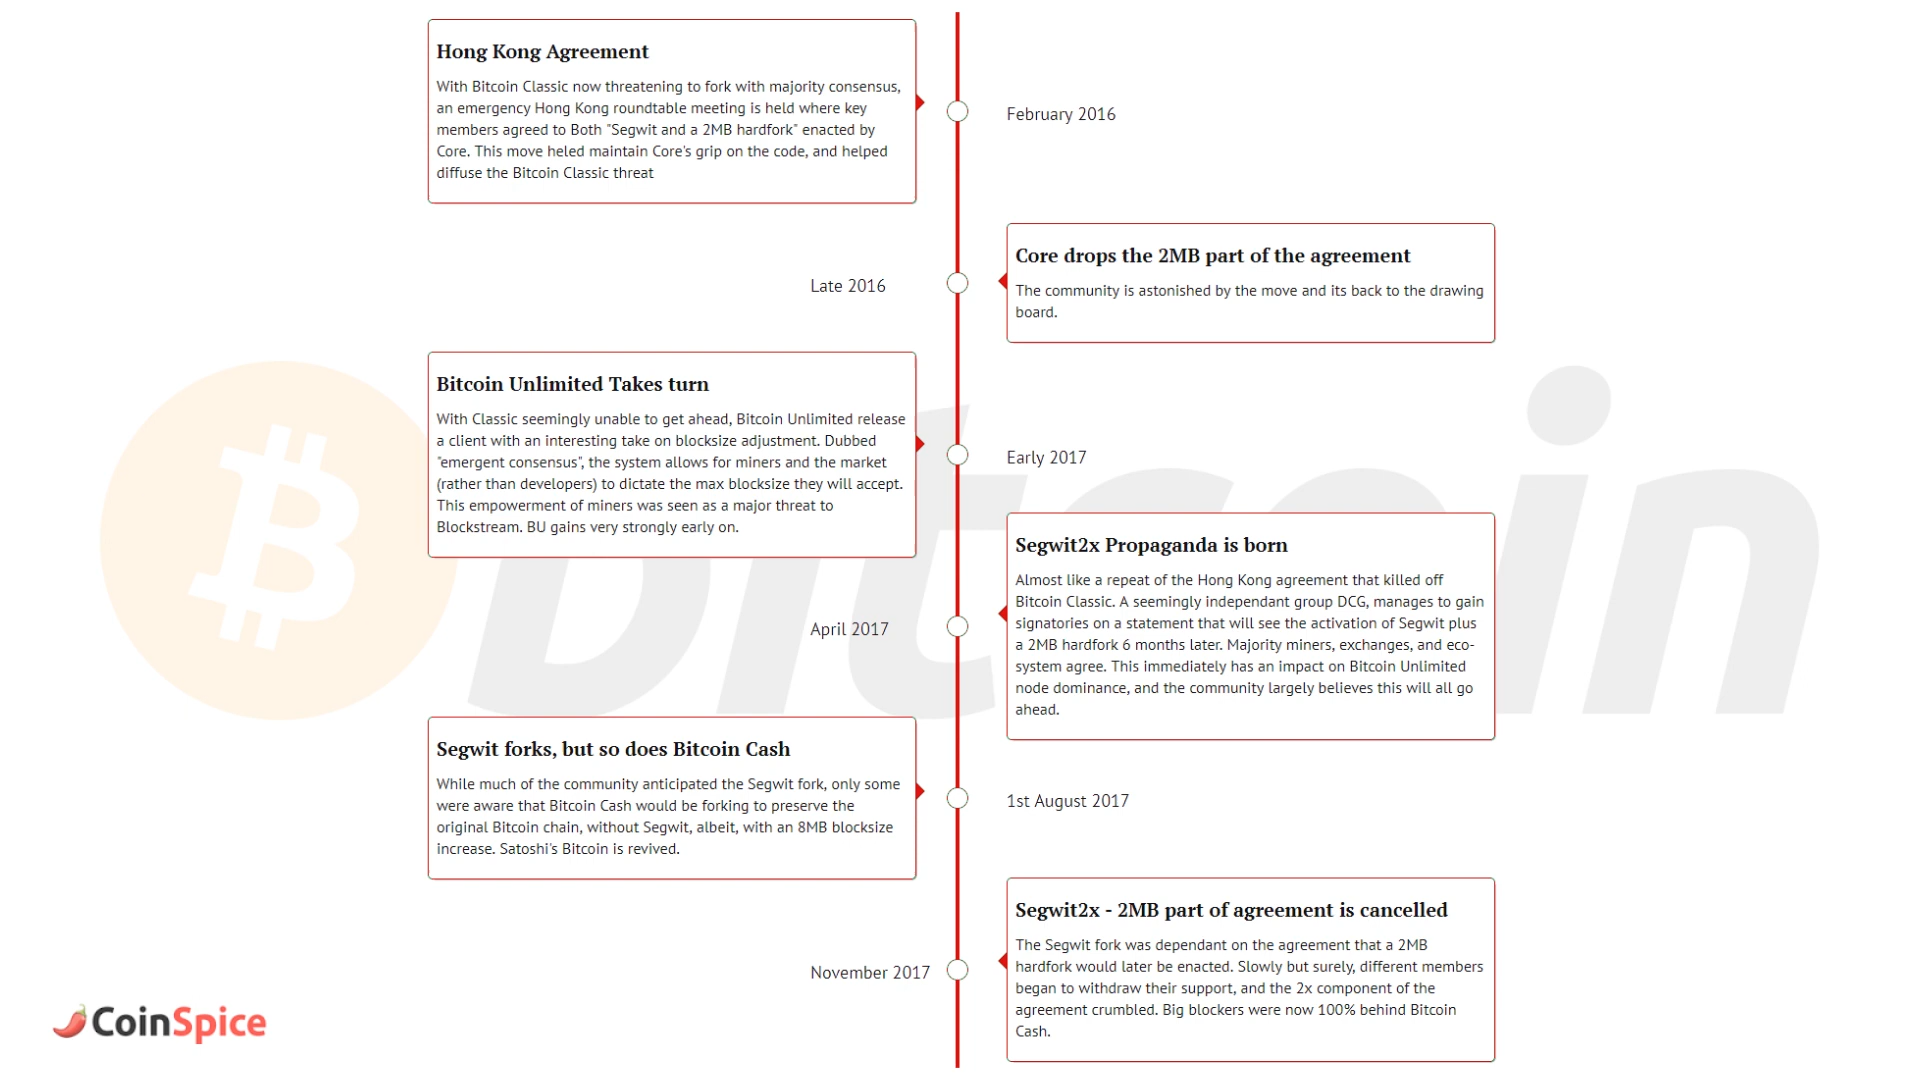 Hong Kong Agreement
With Bitcoin Classic now threatening to fork with majority consensus,
an emergency Hong Kong roundtable meeting is held where key
members agreed to Both "Segwit and a 2MB hardfork" enacted by
Core. This move heled maintain Core's grip on the code, and helped
diffuse the Bitcoin Classic threat
February 2016
Late 2016
Core drops the 2MB part of the agreement
The community is astonished by the move and its back to the drawing
board.
Bitcoin Unlimited Takes turn
With Classic seemingly unable to get ahead, Bitcoin Unlimited release
a client with an interesting take on blocksize adjustment. Dubbed
"emergent consensus", the system allows for miners and the market
(rather than developers) to dictate the max blocksize they will accept.
This empowerment of miners was seen as a major threat to
Blockstream. BU gains very strongly early on.
Early 2017
April 2017
Segwit2x Propaganda is born
Almost like a repeat of the Hong Kong agreement that killed off
Bitcoin Classic. A seemingly independant group DCG, manages to gain
signatories on a statement that will see the activation of Segwit plus
a 2MB hardfork 6 months later. Majority miners, exchanges, and eco-
system agree. This immediately has an impact on Bitcoin Unlimited
node dominance, and the community largely believes this will all go
ahead.
Segwit forks, but so does Bitcoin Cash
While much of the community anticipated the Segwit fork, only some
were aware that Bitcoin Cash would be forking to preserve the
original Bitcoin chain, without Segwit, albeit, with an 8MB blocksize
increase. Satoshi's Bitcoin is revived.
1st August 2017
November 2017
Segwit2x - 2MB part of agreement is cancelled
The Segwit fork was dependant on the agreement that a 2MB
hardfork would later be enacted. Slowly but surely, different members
began to withdraw their support, and the 2x component of the
agreement crumbled. Big blockers were now 100% behind Bitcoin
Cash.
bitcoin
CoinSpice